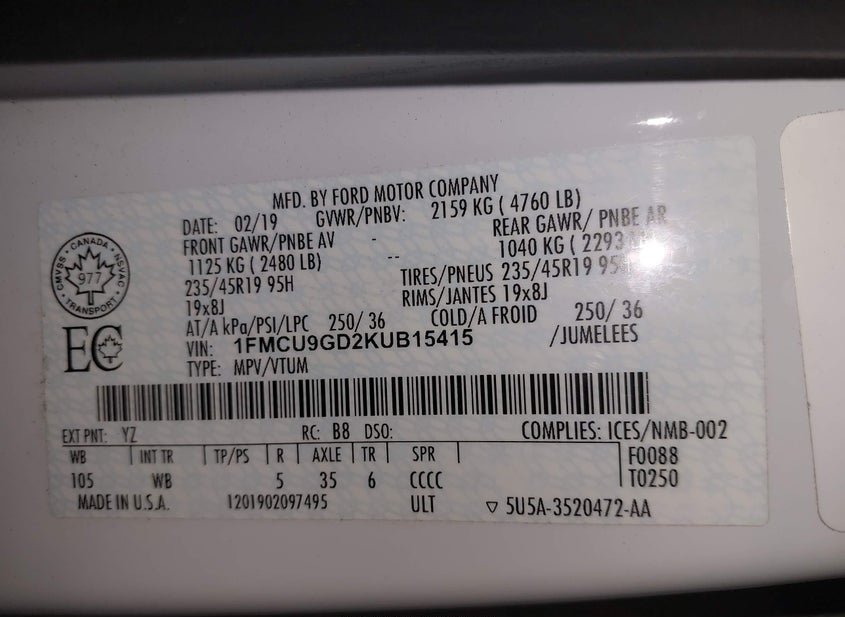 MFD. BY FORD MOTOR COMPANY
DATE: 02/19 GVWR/PNBV: 2159 KG ( 4760 LB)
FRONT GAWR/PNBE AV - REAR GAWR/ PNBE AR
1125 KG ( 2480 LB) -- 1040 KG ( 2293
235/45R19 95H TIRES/PNEUS 235/45R19
19x8J RIMS/JANTES 19x8J
AT/A kPa/PSI/LPC 250/ 36 COLD/A FROID 250/ 36
VIN: 1FMCU9GD2KUB15415 /JUMELEES
TYPE: MPV/VTUM
CANADA
CMVSS NSVAC
977
TRANSPORT
EC
EXT PNT: YZ RC: B8 DSO: COMPLIES: ICES/NMB-002
WB INT TR TP/PS R AXLE TR SPR F0088
105 WB 5 35 6 CCCC T0250
MADE IN U.S.A. 1201902097495 ULT ▽ 5U5A-3520472-AA